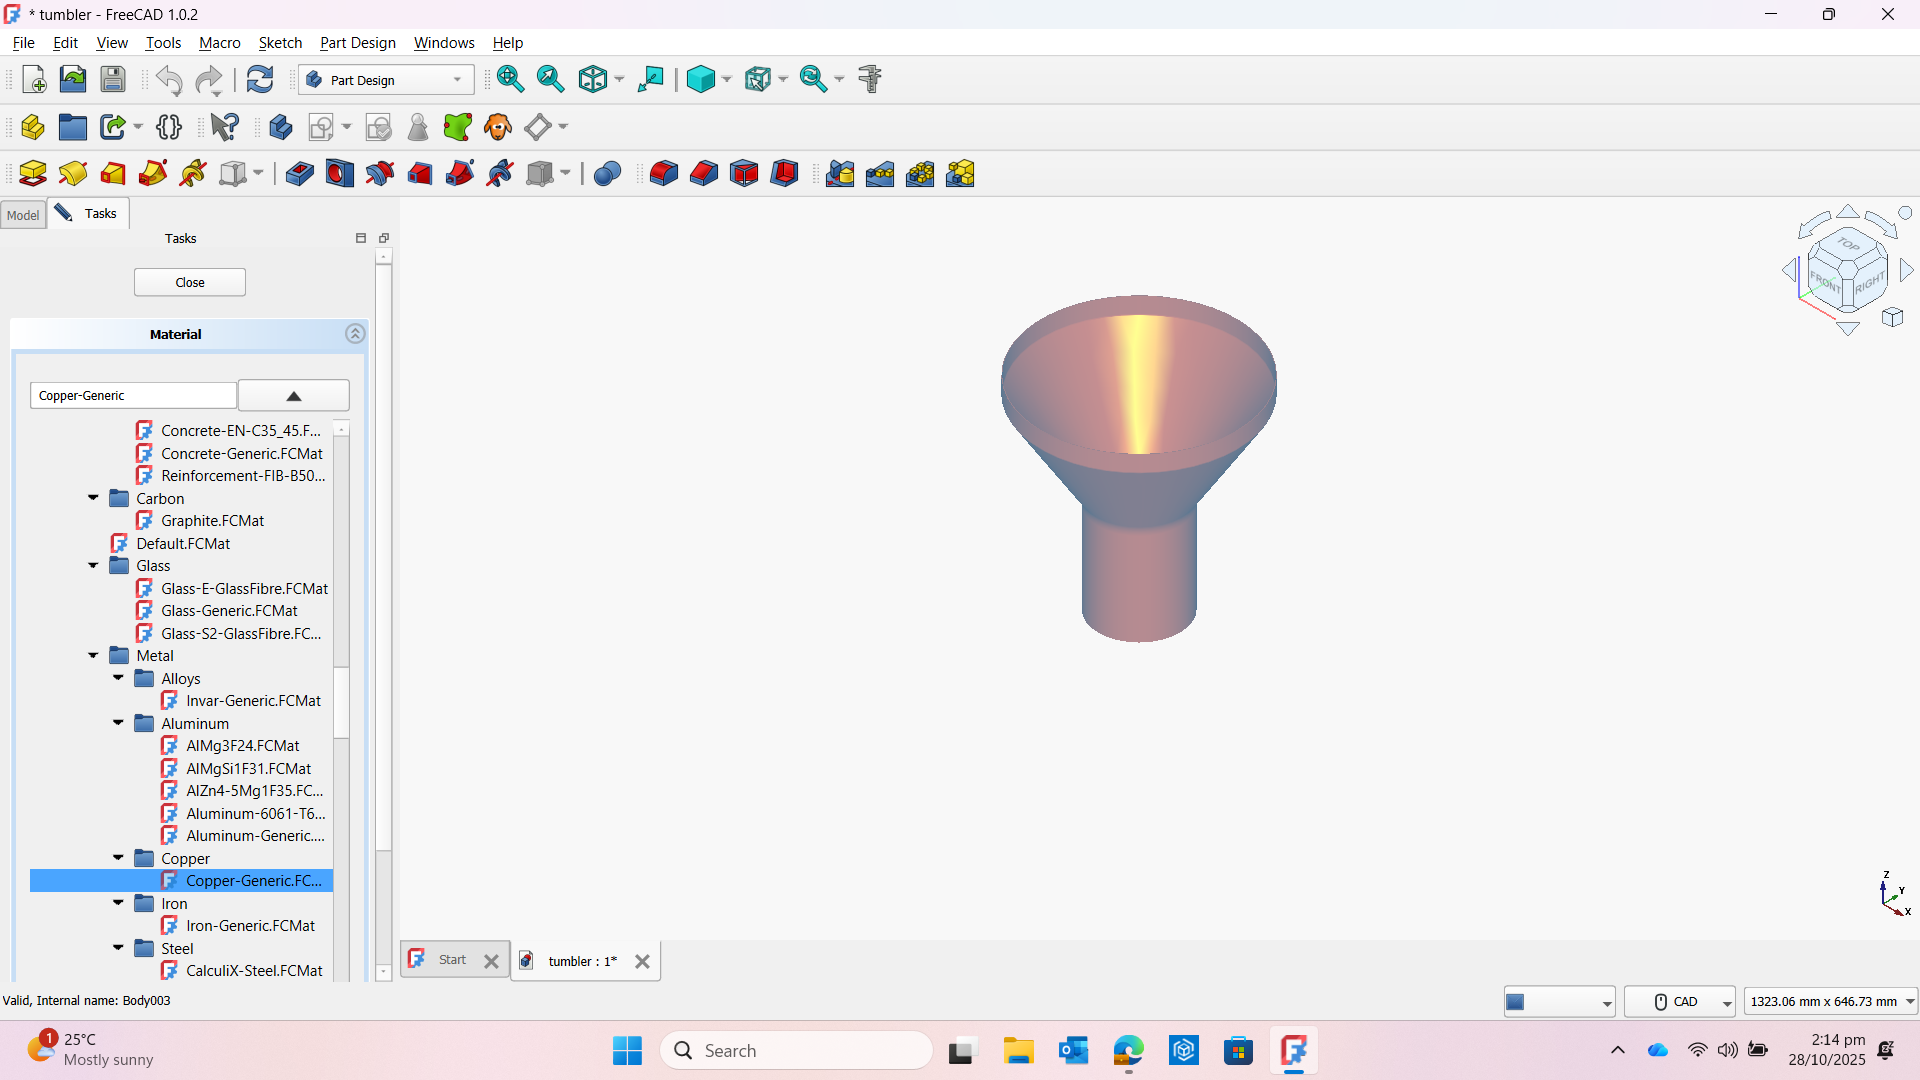 * tumbler - FreeCAD 1.0.2
File Edit View Tools Macro Sketch Part Design Windows Help
Part Design
Model Tasks
Tasks
Close
Material
Copper-Generic
Concrete-EN-C35_45.F...
Concrete-Generic.FCMat
Reinforcement-FIB-B50...
Carbon
Graphite.FCMat
Default.FCMat
Glass
Glass-E-GlassFibre.FCMat
Glass-Generic.FCMat
Glass-S2-GlassFibre.FC...
Metal
Alloys
Invar-Generic.FCMat
Aluminum
AlMg3F24.FCMat
AlMgSi1F31.FCMat
AlZn4-5Mg1F35.FC...
Aluminum-6061-T6...
Aluminum-Generic....
Copper
Copper-Generic.FC...
Iron
Iron-Generic.FCMat
Steel
CalculiX-Steel.FCMat
TOP
FRONT RIGHT
Z
Y
X
Start tumbler : 1*
Valid, Internal name: Body003
CAD 1323.06 mm x 646.73 mm
1 25°C
Mostly sunny
Search
2:14 pm
28/10/2025